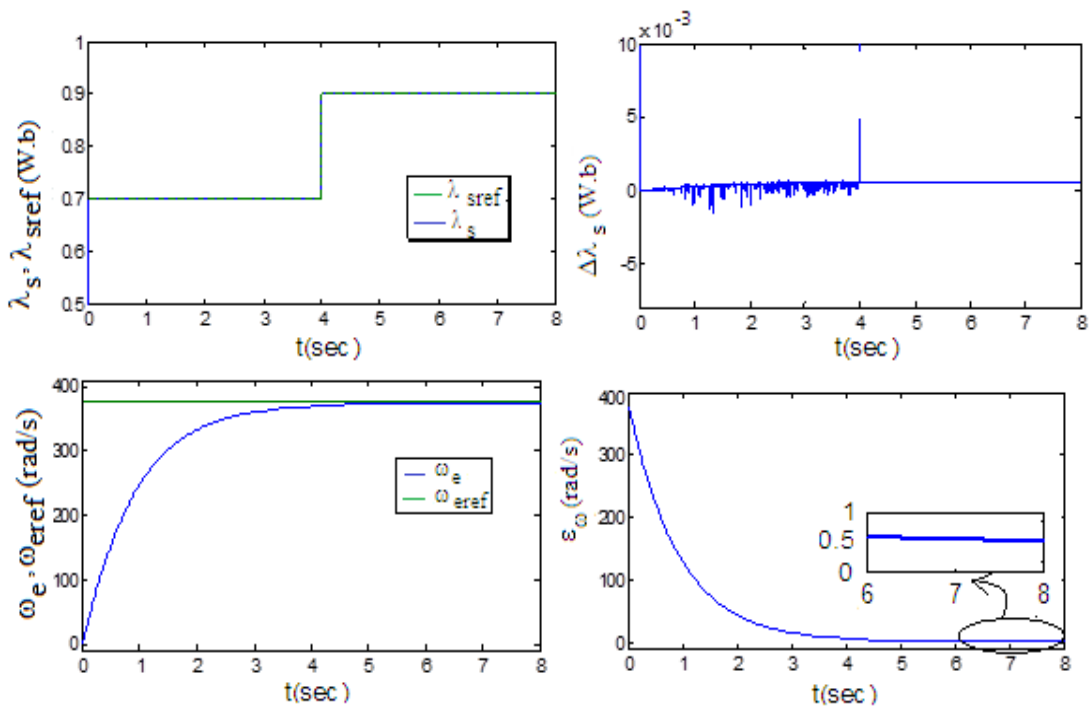 1
0.9
0.8
0.7
0.6
0.5
0 1 2 3 4 5 6 7 8
t(sec)
λs, λsref (W.b)
λ sref
λ s
×10-3
10
5
0
-5
0 1 2 3 4 5 6 7 8
t(sec)
Δλs (W.b)
400
300
200
100
0
0 1 2 3 4 5 6 7 8
t(sec)
ωe, ωeref (rad/s)
ωe
ωeref
400
300
200
100
0
0 1 2 3 4 5 6 7 8
t(sec)
εω (rad/s)
1
0.5
0
6 7 8